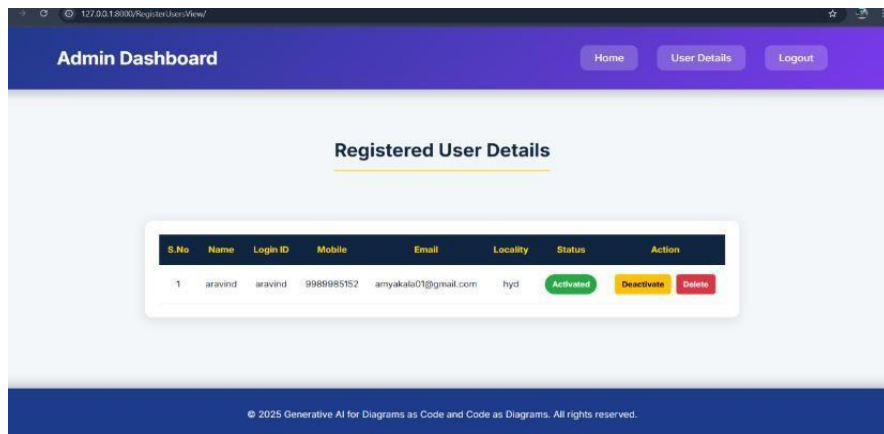 127.0.0.1:8000/RegisterUsersView/
Admin Dashboard Home User Details Logout
Registered User Details
S.No Name Login ID Mobile Email Locality Status Action
1 aravind aravind 9989985152 amyakala01@gmail.com hyd Activated Deactivate Delete
© 2025 Generative AI for Diagrams as Code and Code as Diagrams. All rights reserved.